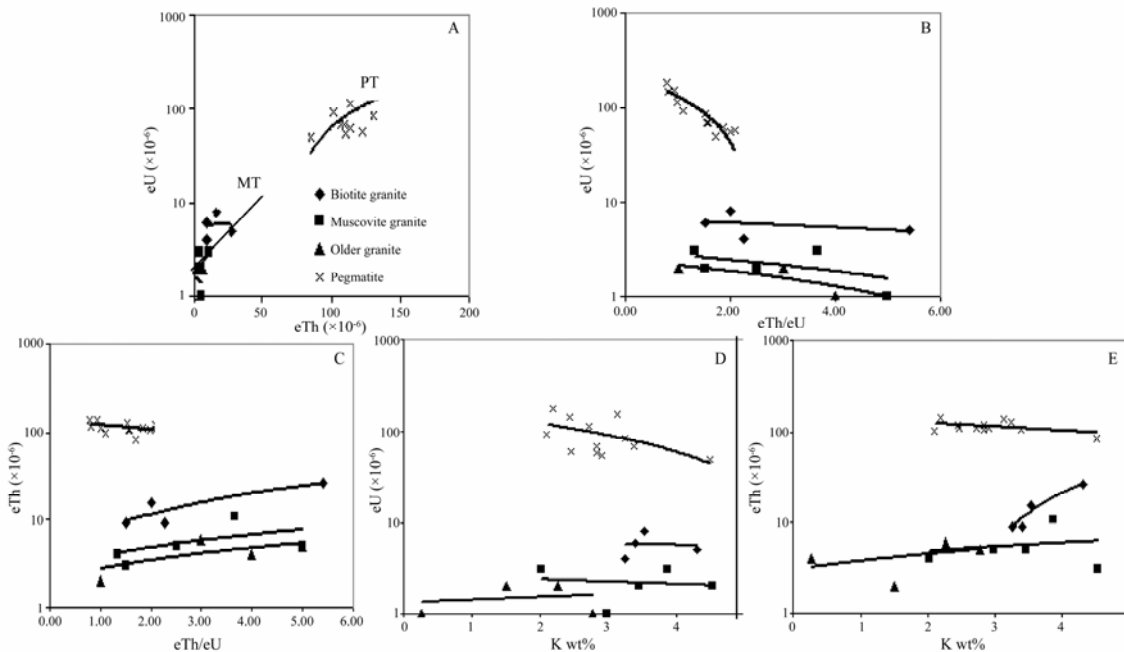 A
eU (×10⁻⁶)
1000
100
10
1
0
50
100
150
200
eTh (×10⁻⁶)
PT
MT
Biotite granite
Muscovite granite
Older granite
Pegmatite
B
eU (×10⁻⁶)
1000
100
10
1
0.00
2.00
4.00
6.00
eTh/eU
C
eTh (×10⁻⁶)
1000
100
10
1
1.00
2.00
3.00
4.00
5.00
6.00
eTh/eU
D
eU (×10⁻⁶)
1000
100
10
1
0
1
2
3
4
K wt%
E
eTh (×10⁻⁶)
1000
100
10
1
0
1
2
3
4
K wt%